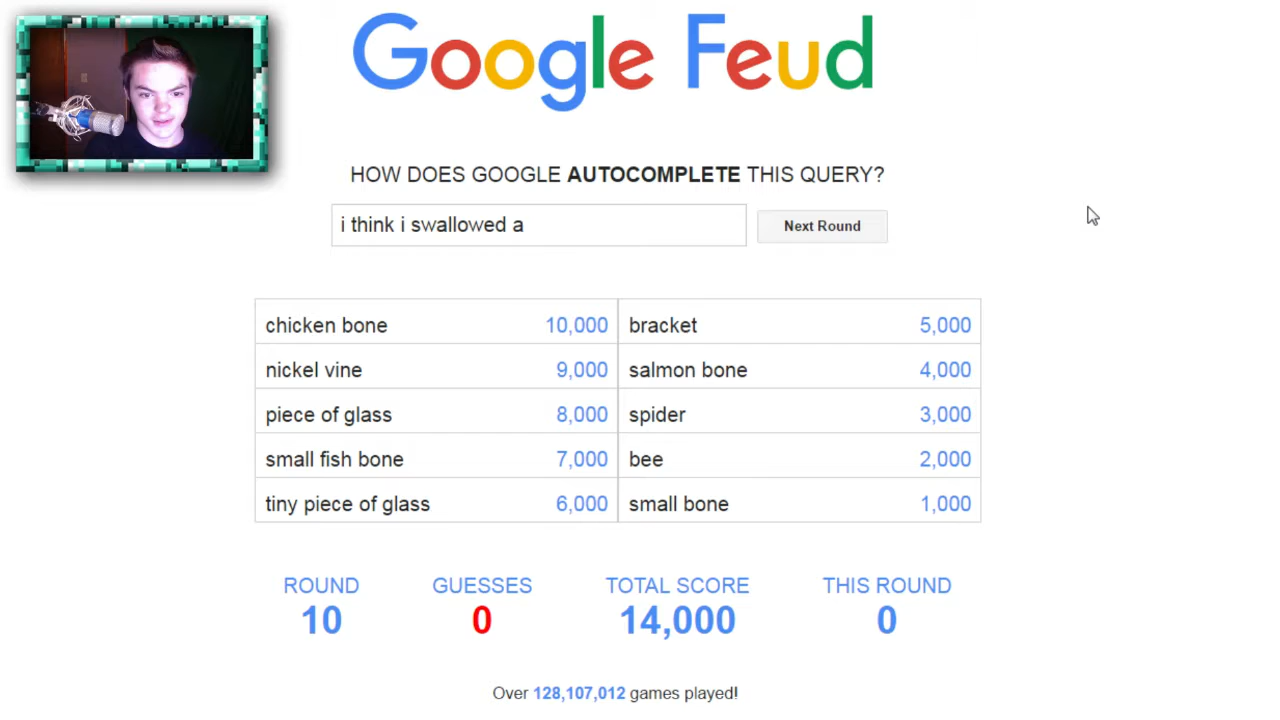 Google Feud
HOW DOES GOOGLE AUTOCOMPLETE THIS QUERY?
i think i swallowed a
Next Round
chicken bone 10,000
nickel vine 9,000
piece of glass 8,000
small fish bone 7,000
tiny piece of glass 6,000
bracket 5,000
salmon bone 4,000
spider 3,000
bee 2,000
small bone 1,000
ROUND GUESSES TOTAL SCORE THIS ROUND
10 0 14,000 0
Over 128,107,012 games played!